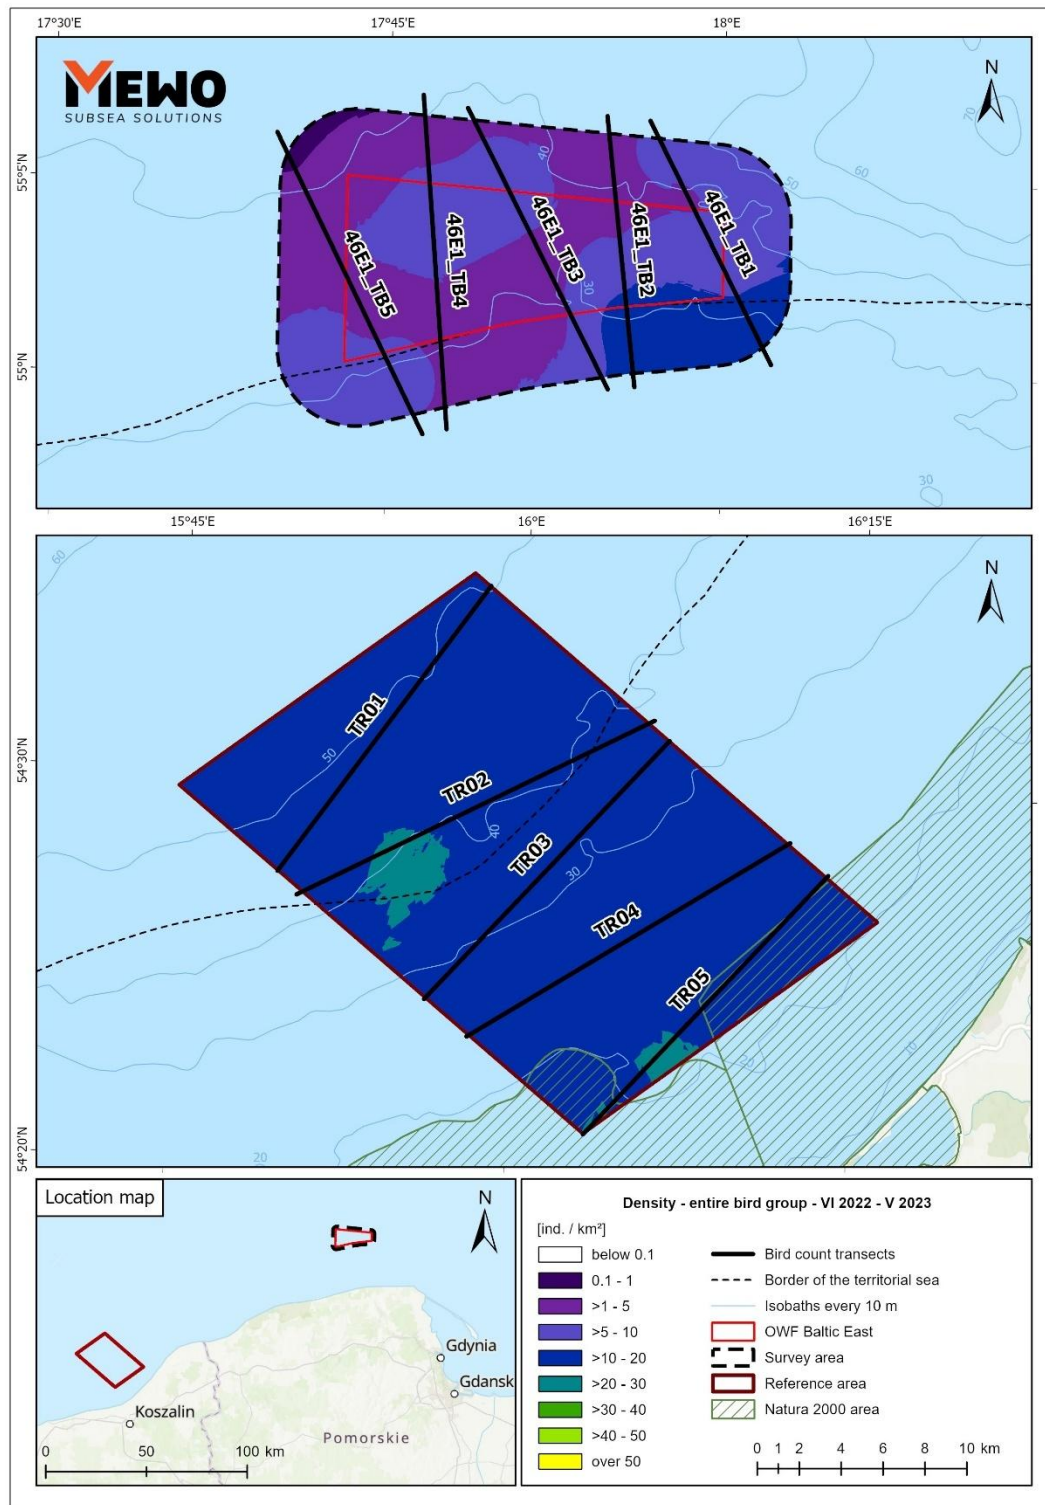 17°30'E 17°45'E 18°E
MEWO
SUBSEA SOLUTIONS
N
55°5'N
55°N
40
50
60
70
30
30
46E1_TB5
46E1_TB4
46E1_TB3
46E1_TB2
46E1_TB1
15°45'E 16°E 16°15'E
60
N
54°30'N
54°20'N
50
40
30
20
20
10
TR01
TR02
TR03
TR04
TR05
Location map
N
Gdynia
Gdansk
Koszalin
Pomorskie
0 50 100 km
Density - entire bird group - VI 2022 - V 2023
[ind. / km²]
below 0.1
0.1 - 1
>1 - 5
>5 - 10
>10 - 20
>20 - 30
>30 - 40
>40 - 50
over 50
Bird count transects
Border of the territorial sea
Isobaths every 10 m
OWF Baltic East
Survey area
Reference area
Natura 2000 area
0 1 2 4 6 8 10 km